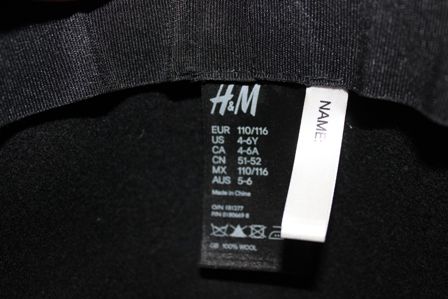 H&M
EUR 110/116
US 4-6Y
CA 4-6A
CN 51-52
MX 110/116
AUS 5-6
Made in China
O/N 181277
P/N 0180669 8
GB 100% WOOL
NAME: